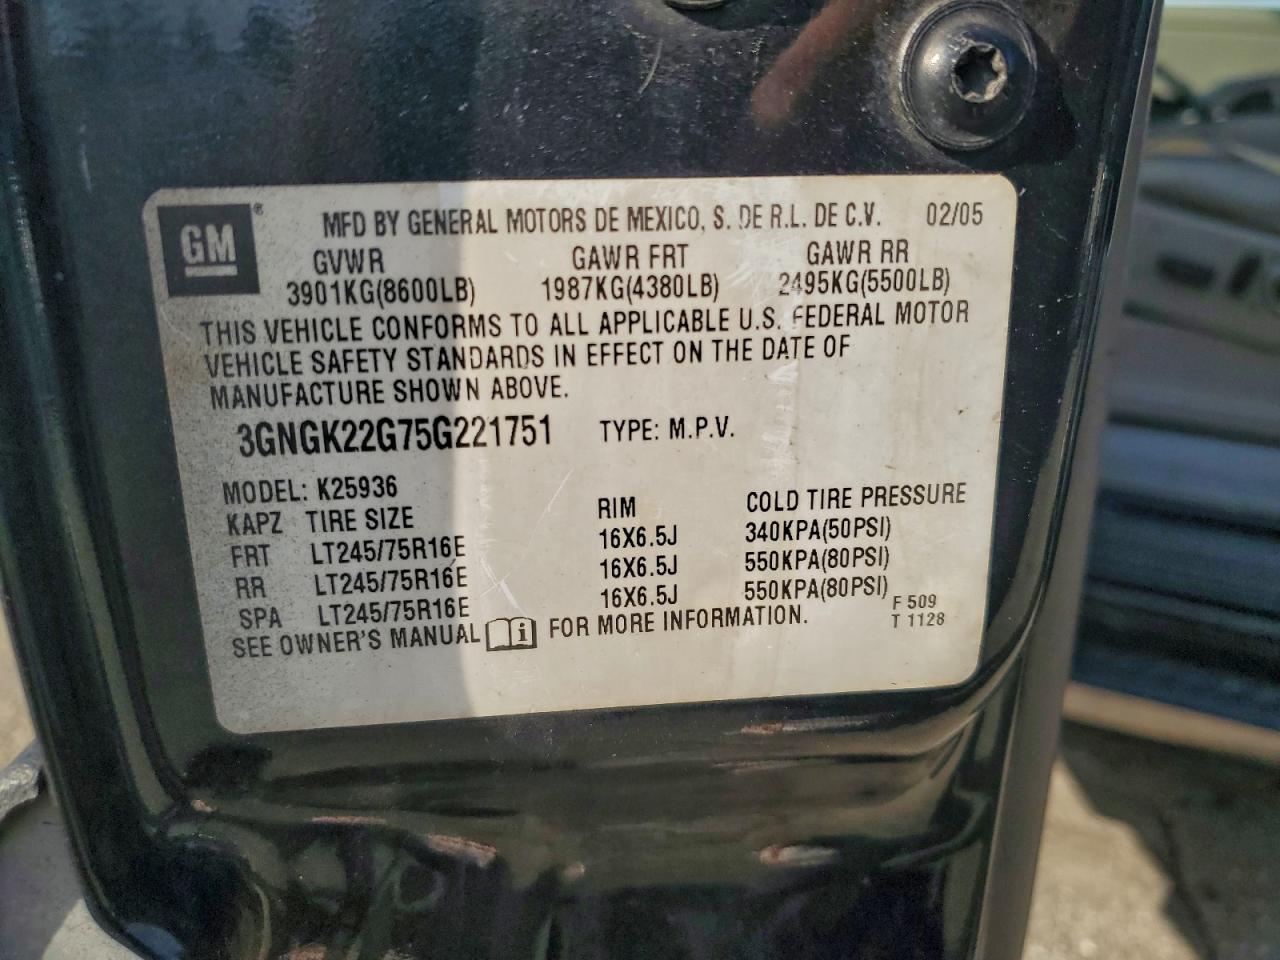 GM ®
MFD BY GENERAL MOTORS DE MEXICO, S. DE R.L. DE C.V. 02/05
GVWR GAWR FRT GAWR RR
3901KG(8600LB) 1987KG(4380LB) 2495KG(5500LB)
THIS VEHICLE CONFORMS TO ALL APPLICABLE U.S. FEDERAL MOTOR
VEHICLE SAFETY STANDARDS IN EFFECT ON THE DATE OF
MANUFACTURE SHOWN ABOVE.
3GNGK22G75G221751 TYPE: M.P.V.
MODEL: K25936
KAPZ TIRE SIZE RIM COLD TIRE PRESSURE
FRT LT245/75R16E 16X6.5J 340KPA(50PSI)
RR LT245/75R16E 16X6.5J 550KPA(80PSI)
SPA LT245/75R16E 16X6.5J 550KPA(80PSI)
SEE OWNER'S MANUAL i FOR MORE INFORMATION.
F 509
T 1128